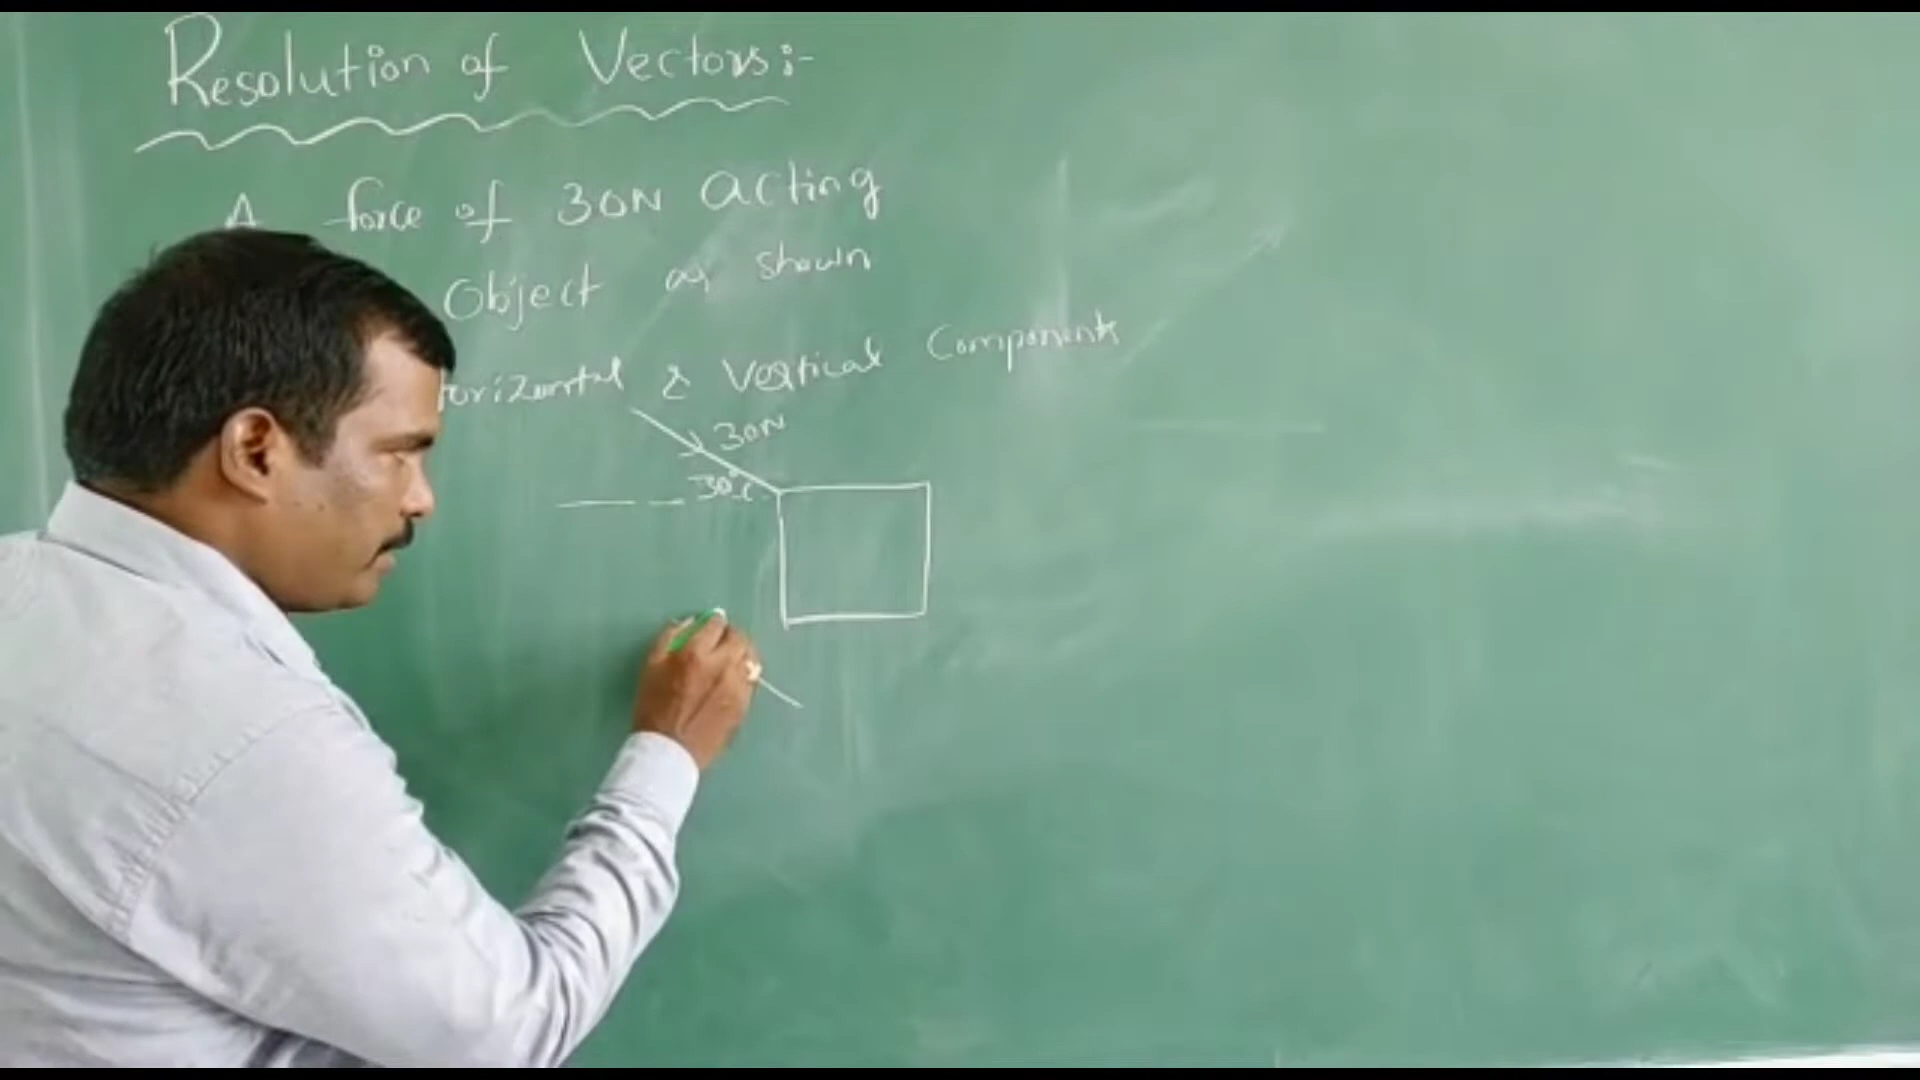 Resolution of Vectors:-
A force of 30N acting
Object as shown
Horizontal & Vertical Components
30N
30°